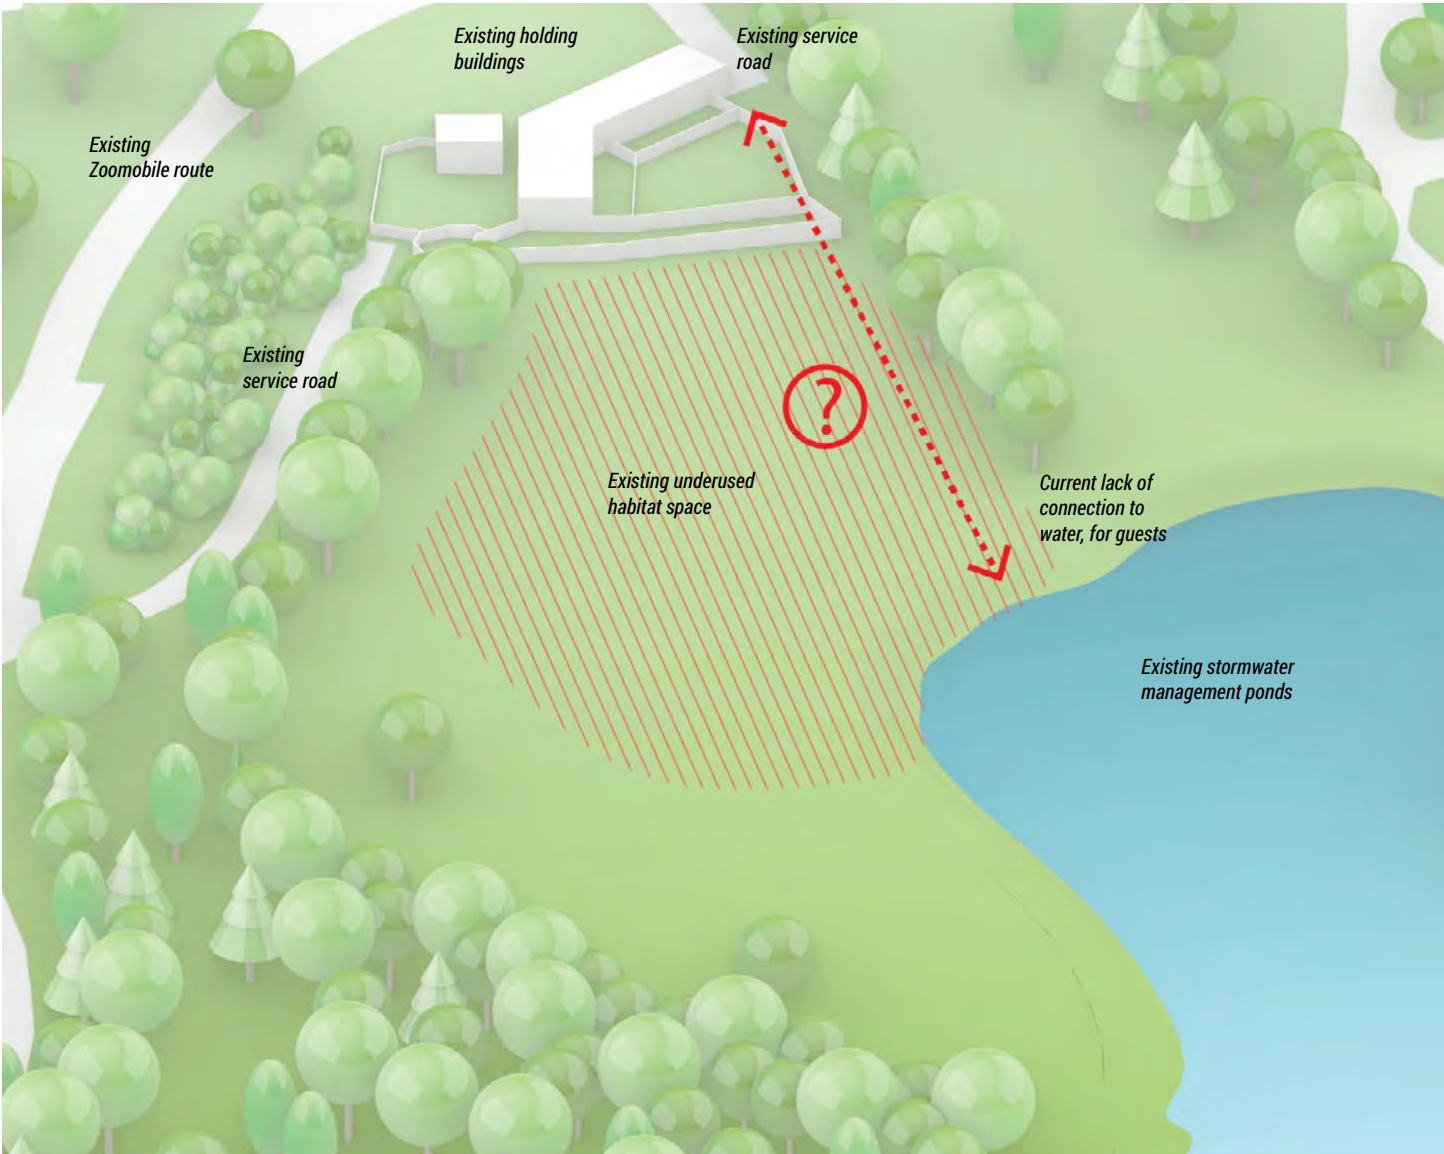 Existing holding
buildings
Existing service
road
Existing
Zoomobile route
Existing
service road
?
Existing underused
habitat space
Current lack of
connection to
water, for guests
Existing stormwater
management ponds